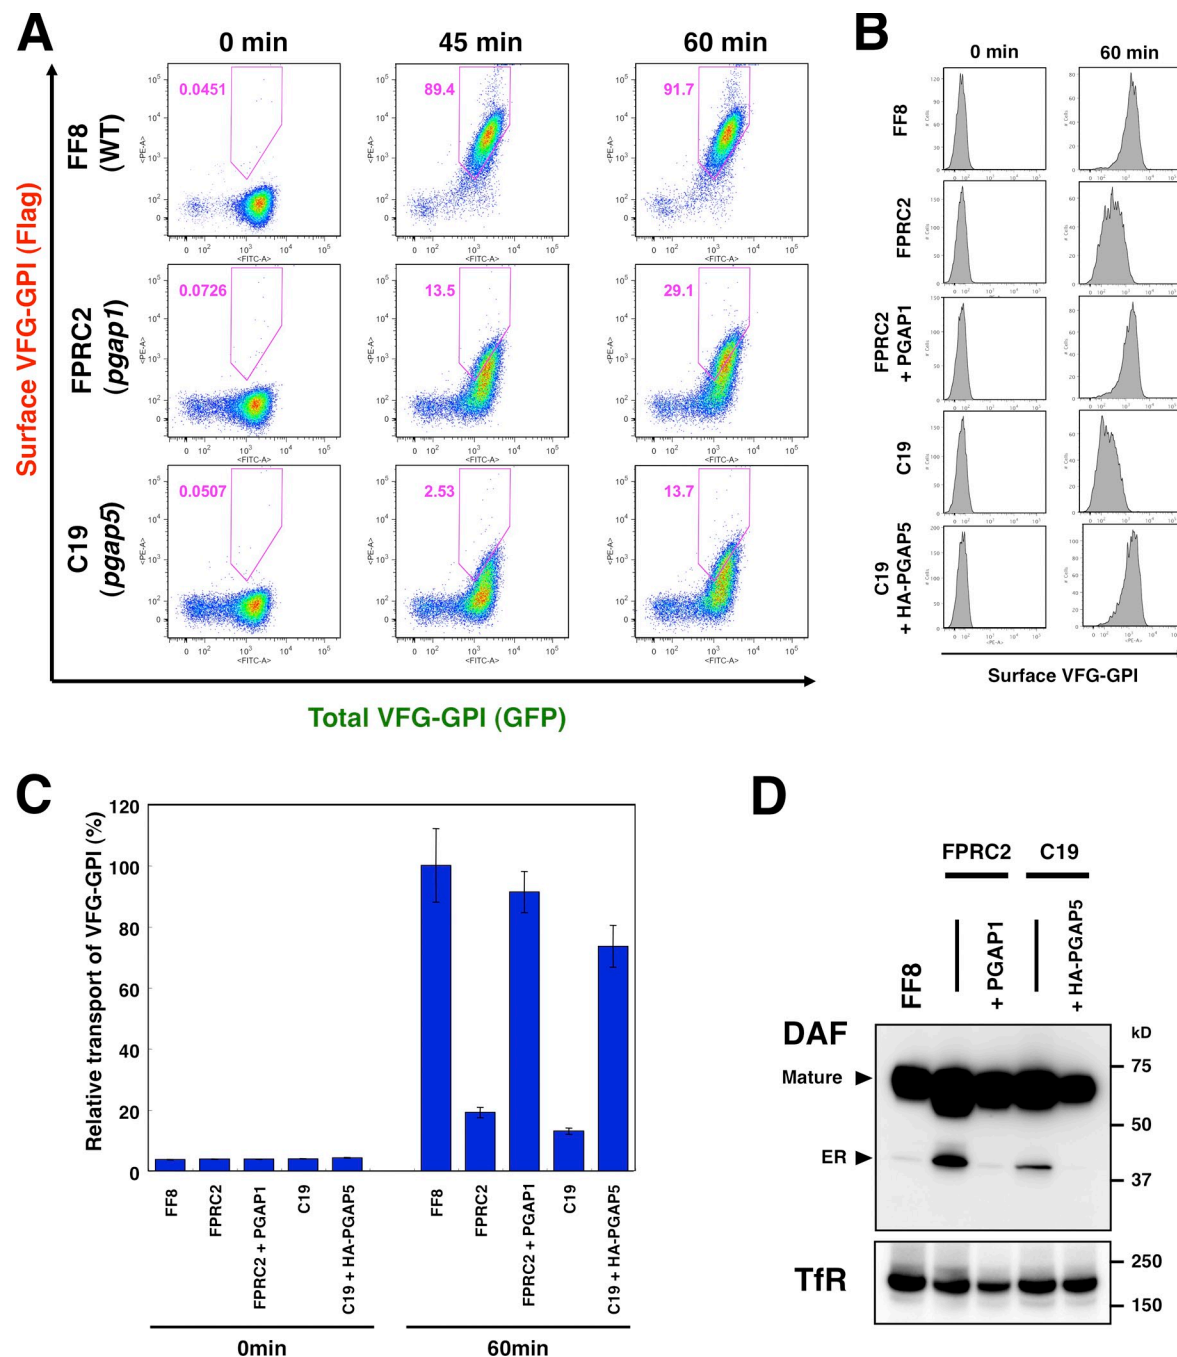 A
0 min
45 min
60 min
Surface VFG-GPI (Flag)
FF8
(WT)
0.0451
89.4
91.7
FPRC2
(pgap1)
0.0726
13.5
29.1
C19
(pgap5)
0.0507
2.53
13.7
<PE-A>
<FITC-A>
Total VFG-GPI (GFP)
B
0 min
60 min
FF8
FPRC2
FPRC2
+ PGAP1
C19
C19
+ HA-PGAP5
Surface VFG-GPI
C
Relative transport of VFG-GPI (%)
120
100
80
60
40
20
0
FF8
FPRC2
FPRC2 + PGAP1
C19
C19 + HA-PGAP5
FF8
FPRC2
FPRC2 + PGAP1
C19
C19 + HA-PGAP5
0min
60min
D
FPRC2
C19
FF8
+ PGAP1
+ HA-PGAP5
DAF
kD
Mature
75
50
ER
37
TfR
250
150